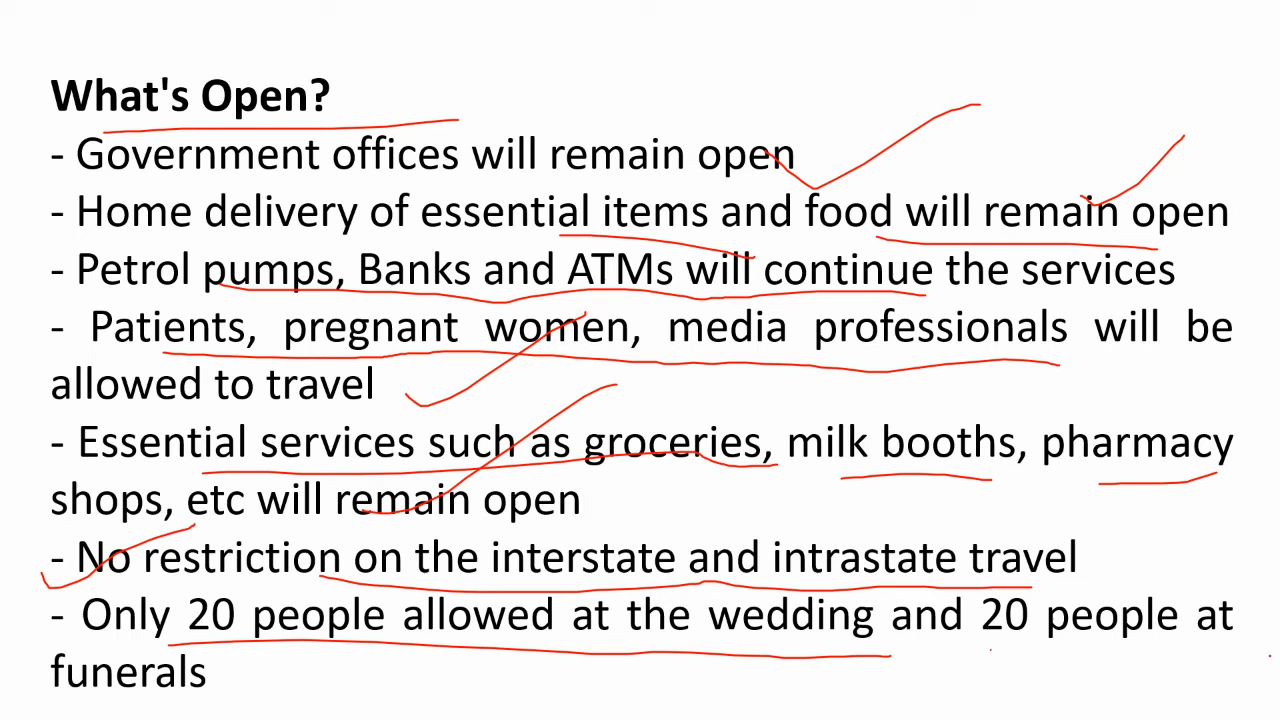 What's Open?
- Government offices will remain open
- Home delivery of essential items and food will remain open
- Petrol pumps, Banks and ATMs will continue the services
- Patients, pregnant women, media professionals will be
allowed to travel
- Essential services such as groceries, milk booths, pharmacy
shops, etc will remain open
- No restriction on the interstate and intrastate travel
- Only 20 people allowed at the wedding and 20 people at
funerals